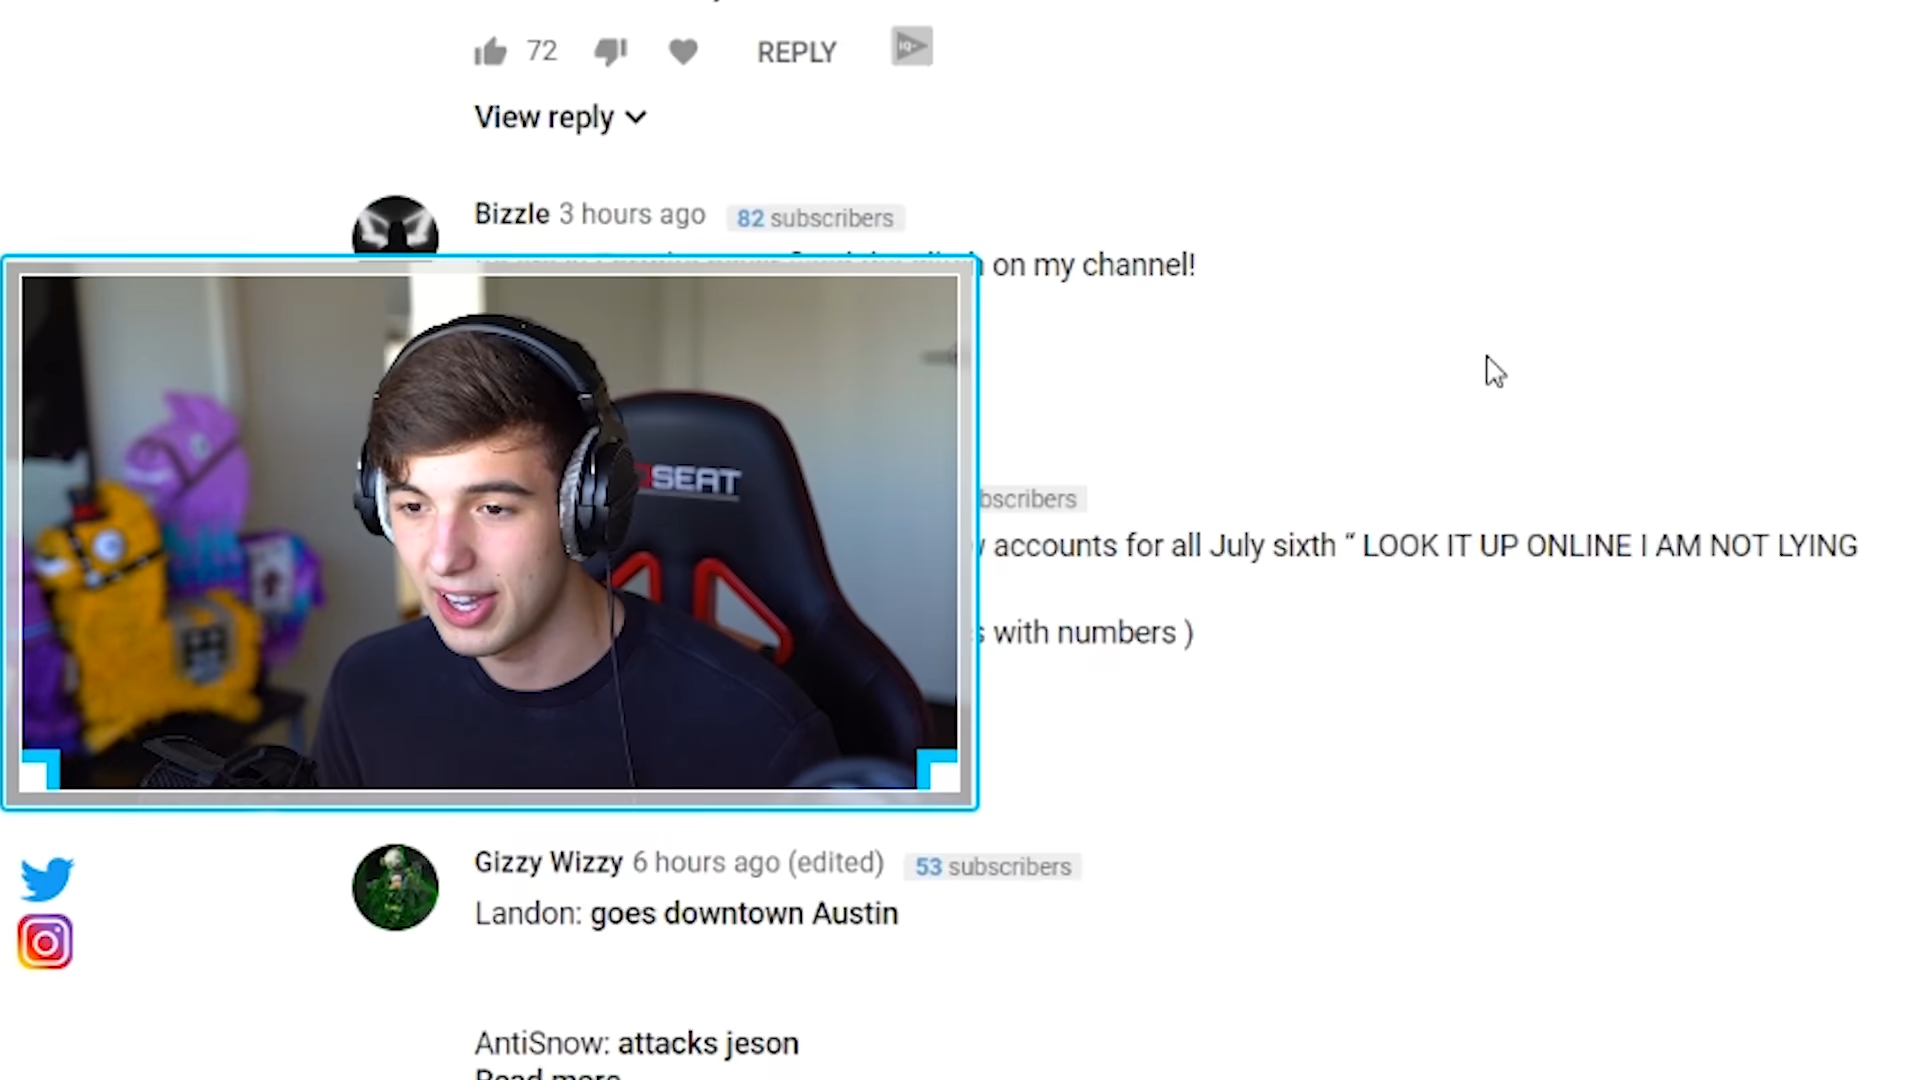 72 REPLY
View reply
Bizzle 3 hours ago 82 subscribers
on my channel!
SEAT
bscribers
accounts for all July sixth “ LOOK IT UP ONLINE I AM NOT LYING
with numbers )
Gizzy Wizzy 6 hours ago (edited) 53 subscribers
Landon: goes downtown Austin
AntiSnow: attacks jeson
Read more